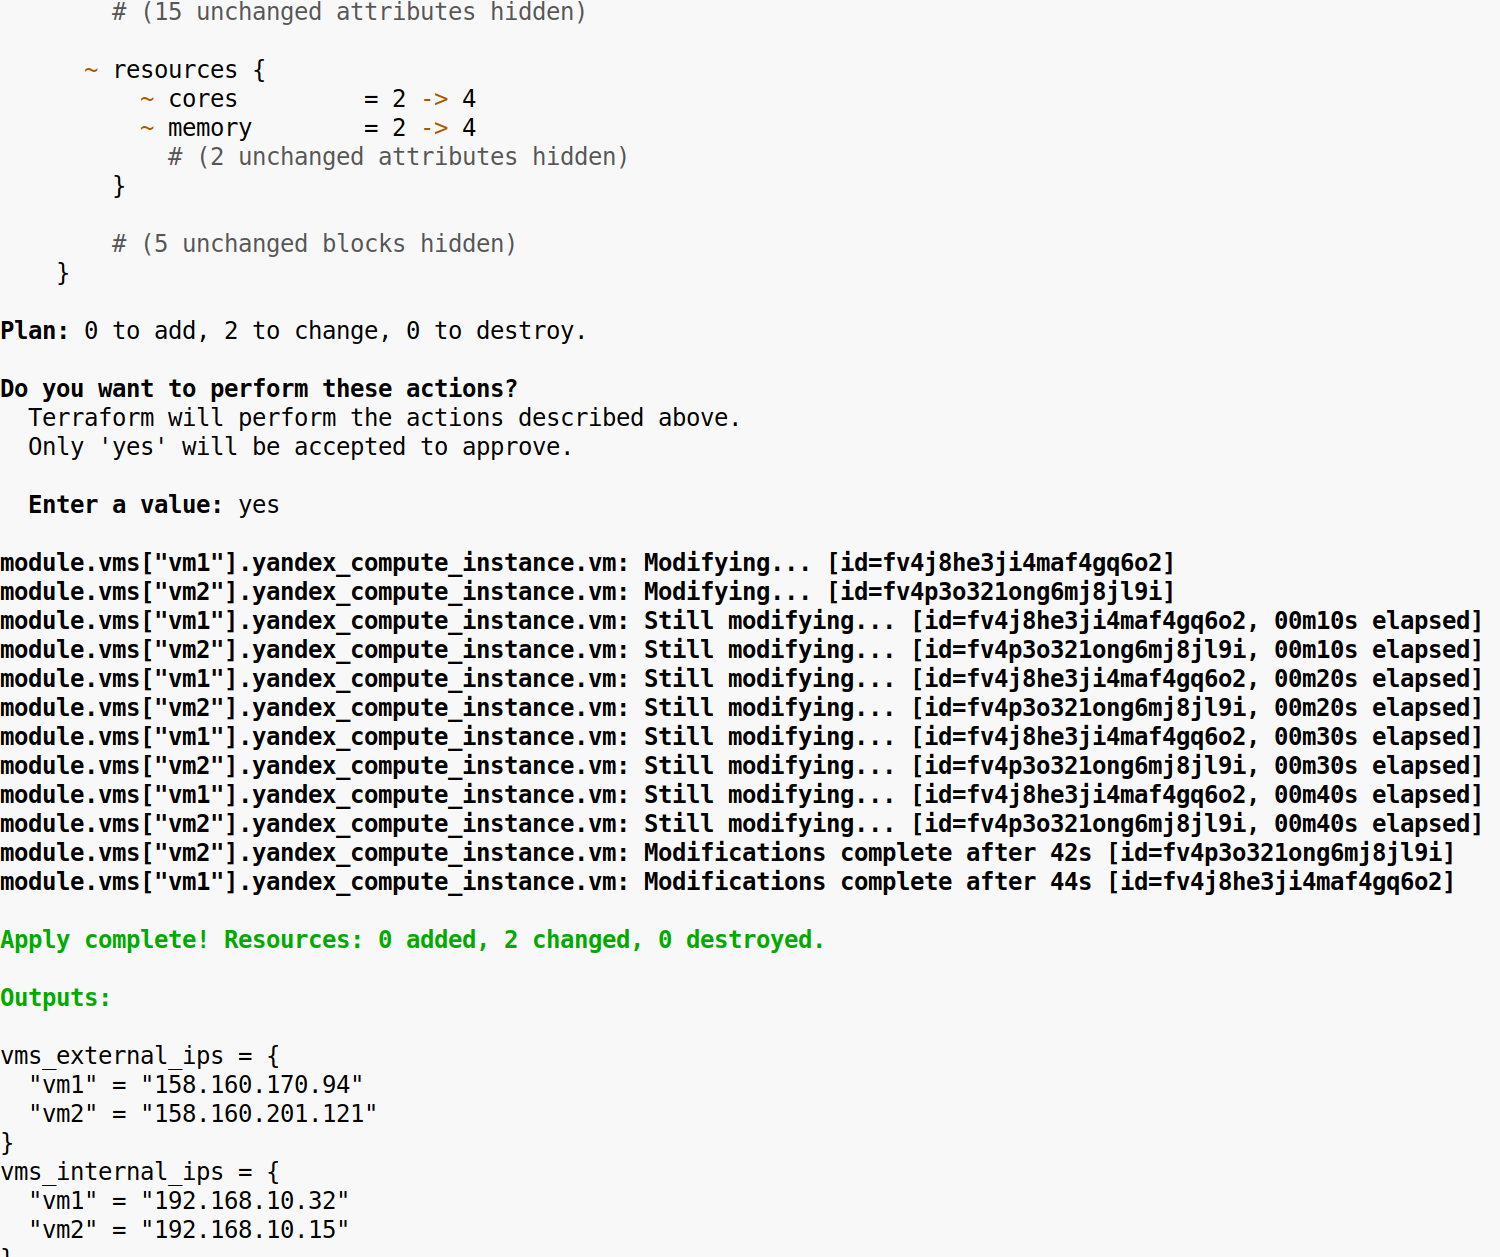 # (15 unchanged attributes hidden)
~ resources {
~ cores = 2 -> 4
~ memory = 2 -> 4
# (2 unchanged attributes hidden)
}
# (5 unchanged blocks hidden)
}
Plan: 0 to add, 2 to change, 0 to destroy.
Do you want to perform these actions?
Terraform will perform the actions described above.
Only 'yes' will be accepted to approve.
Enter a value: yes
module.vms["vm1"].yandex_compute_instance.vm: Modifying... [id=fv4j8he3ji4maf4gq6o2]
module.vms["vm2"].yandex_compute_instance.vm: Modifying... [id=fv4p3o321ong6mj8jl9i]
module.vms["vm1"].yandex_compute_instance.vm: Still modifying... [id=fv4j8he3ji4maf4gq6o2, 00m10s elapsed]
module.vms["vm2"].yandex_compute_instance.vm: Still modifying... [id=fv4p3o321ong6mj8jl9i, 00m10s elapsed]
module.vms["vm1"].yandex_compute_instance.vm: Still modifying... [id=fv4j8he3ji4maf4gq6o2, 00m20s elapsed]
module.vms["vm2"].yandex_compute_instance.vm: Still modifying... [id=fv4p3o321ong6mj8jl9i, 00m20s elapsed]
module.vms["vm1"].yandex_compute_instance.vm: Still modifying... [id=fv4j8he3ji4maf4gq6o2, 00m30s elapsed]
module.vms["vm2"].yandex_compute_instance.vm: Still modifying... [id=fv4p3o321ong6mj8jl9i, 00m30s elapsed]
module.vms["vm1"].yandex_compute_instance.vm: Still modifying... [id=fv4j8he3ji4maf4gq6o2, 00m40s elapsed]
module.vms["vm2"].yandex_compute_instance.vm: Still modifying... [id=fv4p3o321ong6mj8jl9i, 00m40s elapsed]
module.vms["vm2"].yandex_compute_instance.vm: Modifications complete after 42s [id=fv4p3o321ong6mj8jl9i]
module.vms["vm1"].yandex_compute_instance.vm: Modifications complete after 44s [id=fv4j8he3ji4maf4gq6o2]
Apply complete! Resources: 0 added, 2 changed, 0 destroyed.
Outputs:
vms_external_ips = {
"vm1" = "158.160.170.94"
"vm2" = "158.160.201.121"
}
vms_internal_ips = {
"vm1" = "192.168.10.32"
"vm2" = "192.168.10.15"
}